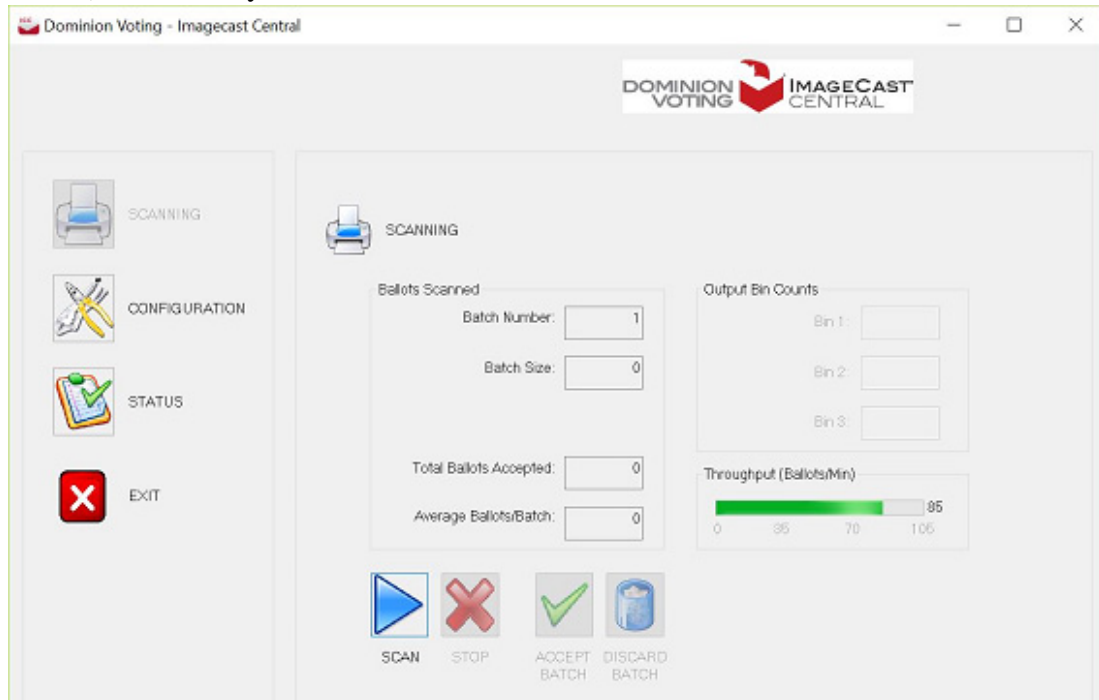 Dominion Voting - Imagecast Central
DOMINION VOTING IMAGECAST CENTRAL
SCANNING
CONFIGURATION
STATUS
EXIT
SCANNING
Ballots Scanned
Batch Number: 1
Batch Size: 0
Total Ballots Accepted: 0
Average Ballots/Batch: 0
Output Bin Counts
Bin 1:
Bin 2:
Bin 3:
Throughput (Ballots/Min)
85
0 35 70 105
SCAN
STOP
ACCEPT BATCH
DISCARD BATCH